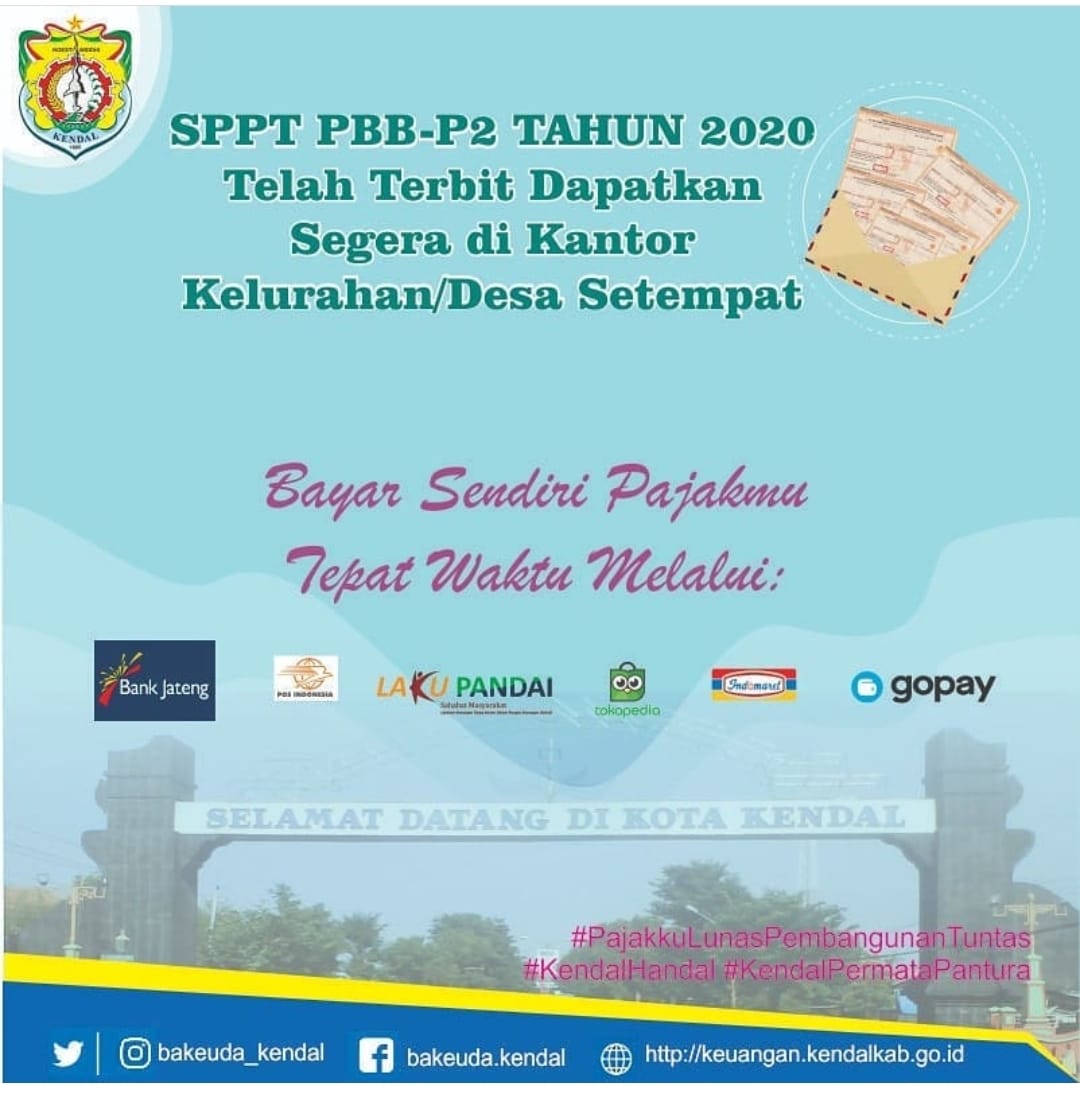 KENDAL
SPPT PBB-P2 TAHUN 2020
Telah Terbit Dapatkan
Segera di Kantor
Kelurahan/Desa Setempat
Bayar Sendiri Pajakmu
Tepat Waktu Melalui:
Bank Jateng
POS INDONESIA
LAKU PANDAI
tokopedia
Indomaret
gopay
SELAMAT DATANG DI KOTA KENDAL
#PajakkuLunasPembangunanTuntas
#KendalHandal #KendalPermataPantura
bakeuda_kendal
bakeuda.kendal
http://keuangan.kendalkab.go.id